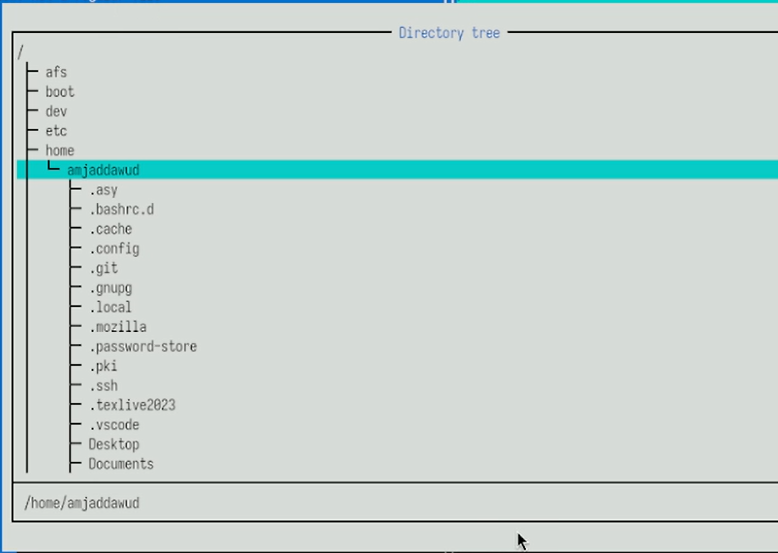 Directory tree
/
afs
boot
dev
etc
home
amjaddawud
.asy
.bashrc.d
.cache
.config
.git
.gnupg
.local
.mozilla
.password-store
.pki
.ssh
.texlive2023
.vscode
Desktop
Documents
/home/amjaddawud